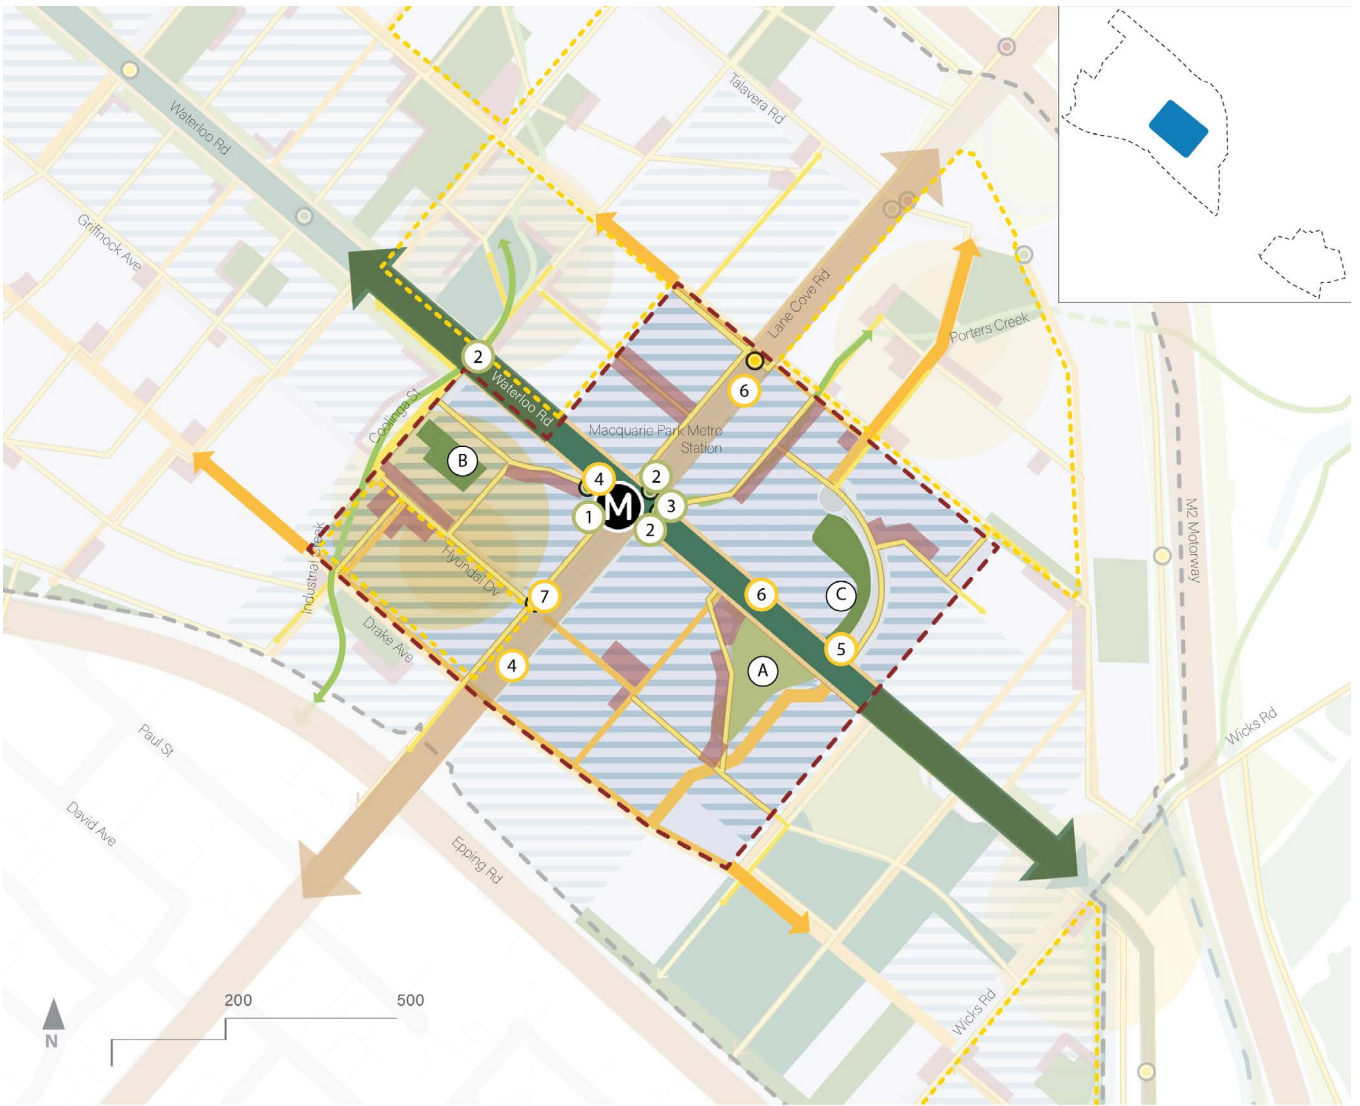 Talavera Rd
Waterloo Rd
Griffnock Ave
Lane Cove Rd
Porters Creek
2
Waterloo Rd
6
Coolinga St
Macquarie Park Metro
Station
B
4
2
M
3
1
2
M2 Motorway
Industrial Creek
Hyundai Dv
7
6
C
Drake Ave
4
A
5
Wicks Rd
Paul St
David Ave
Epping Rd
Wicks Rd
200
500
N